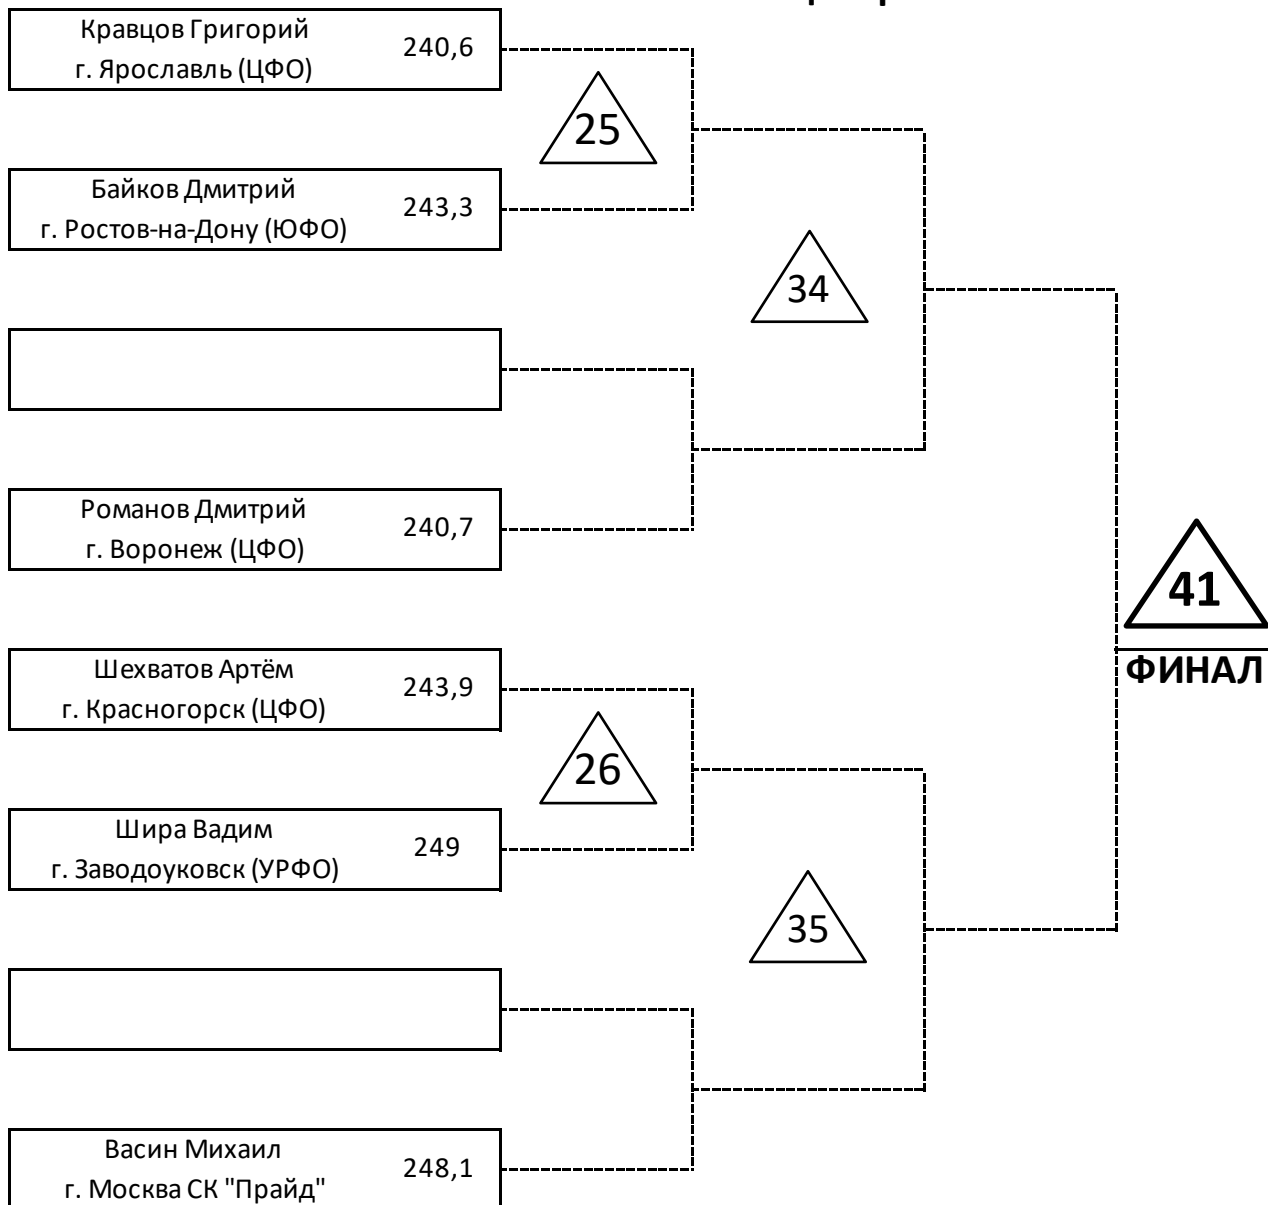 Кравцов Григорий 240,6
г. Ярославль (ЦФО)
25
Байков Дмитрий 243,3
г. Ростов-на-Дону (ЮФО)
34
Романов Дмитрий 240,7
г. Воронеж (ЦФО)
41
ФИНАЛ
Шехватов Артём 243,9
г. Красногорск (ЦФО)
26
Шира Вадим 249
г. Заводоуковск (УРФО)
35
Васин Михаил 248,1
г. Москва СК "Прайд"